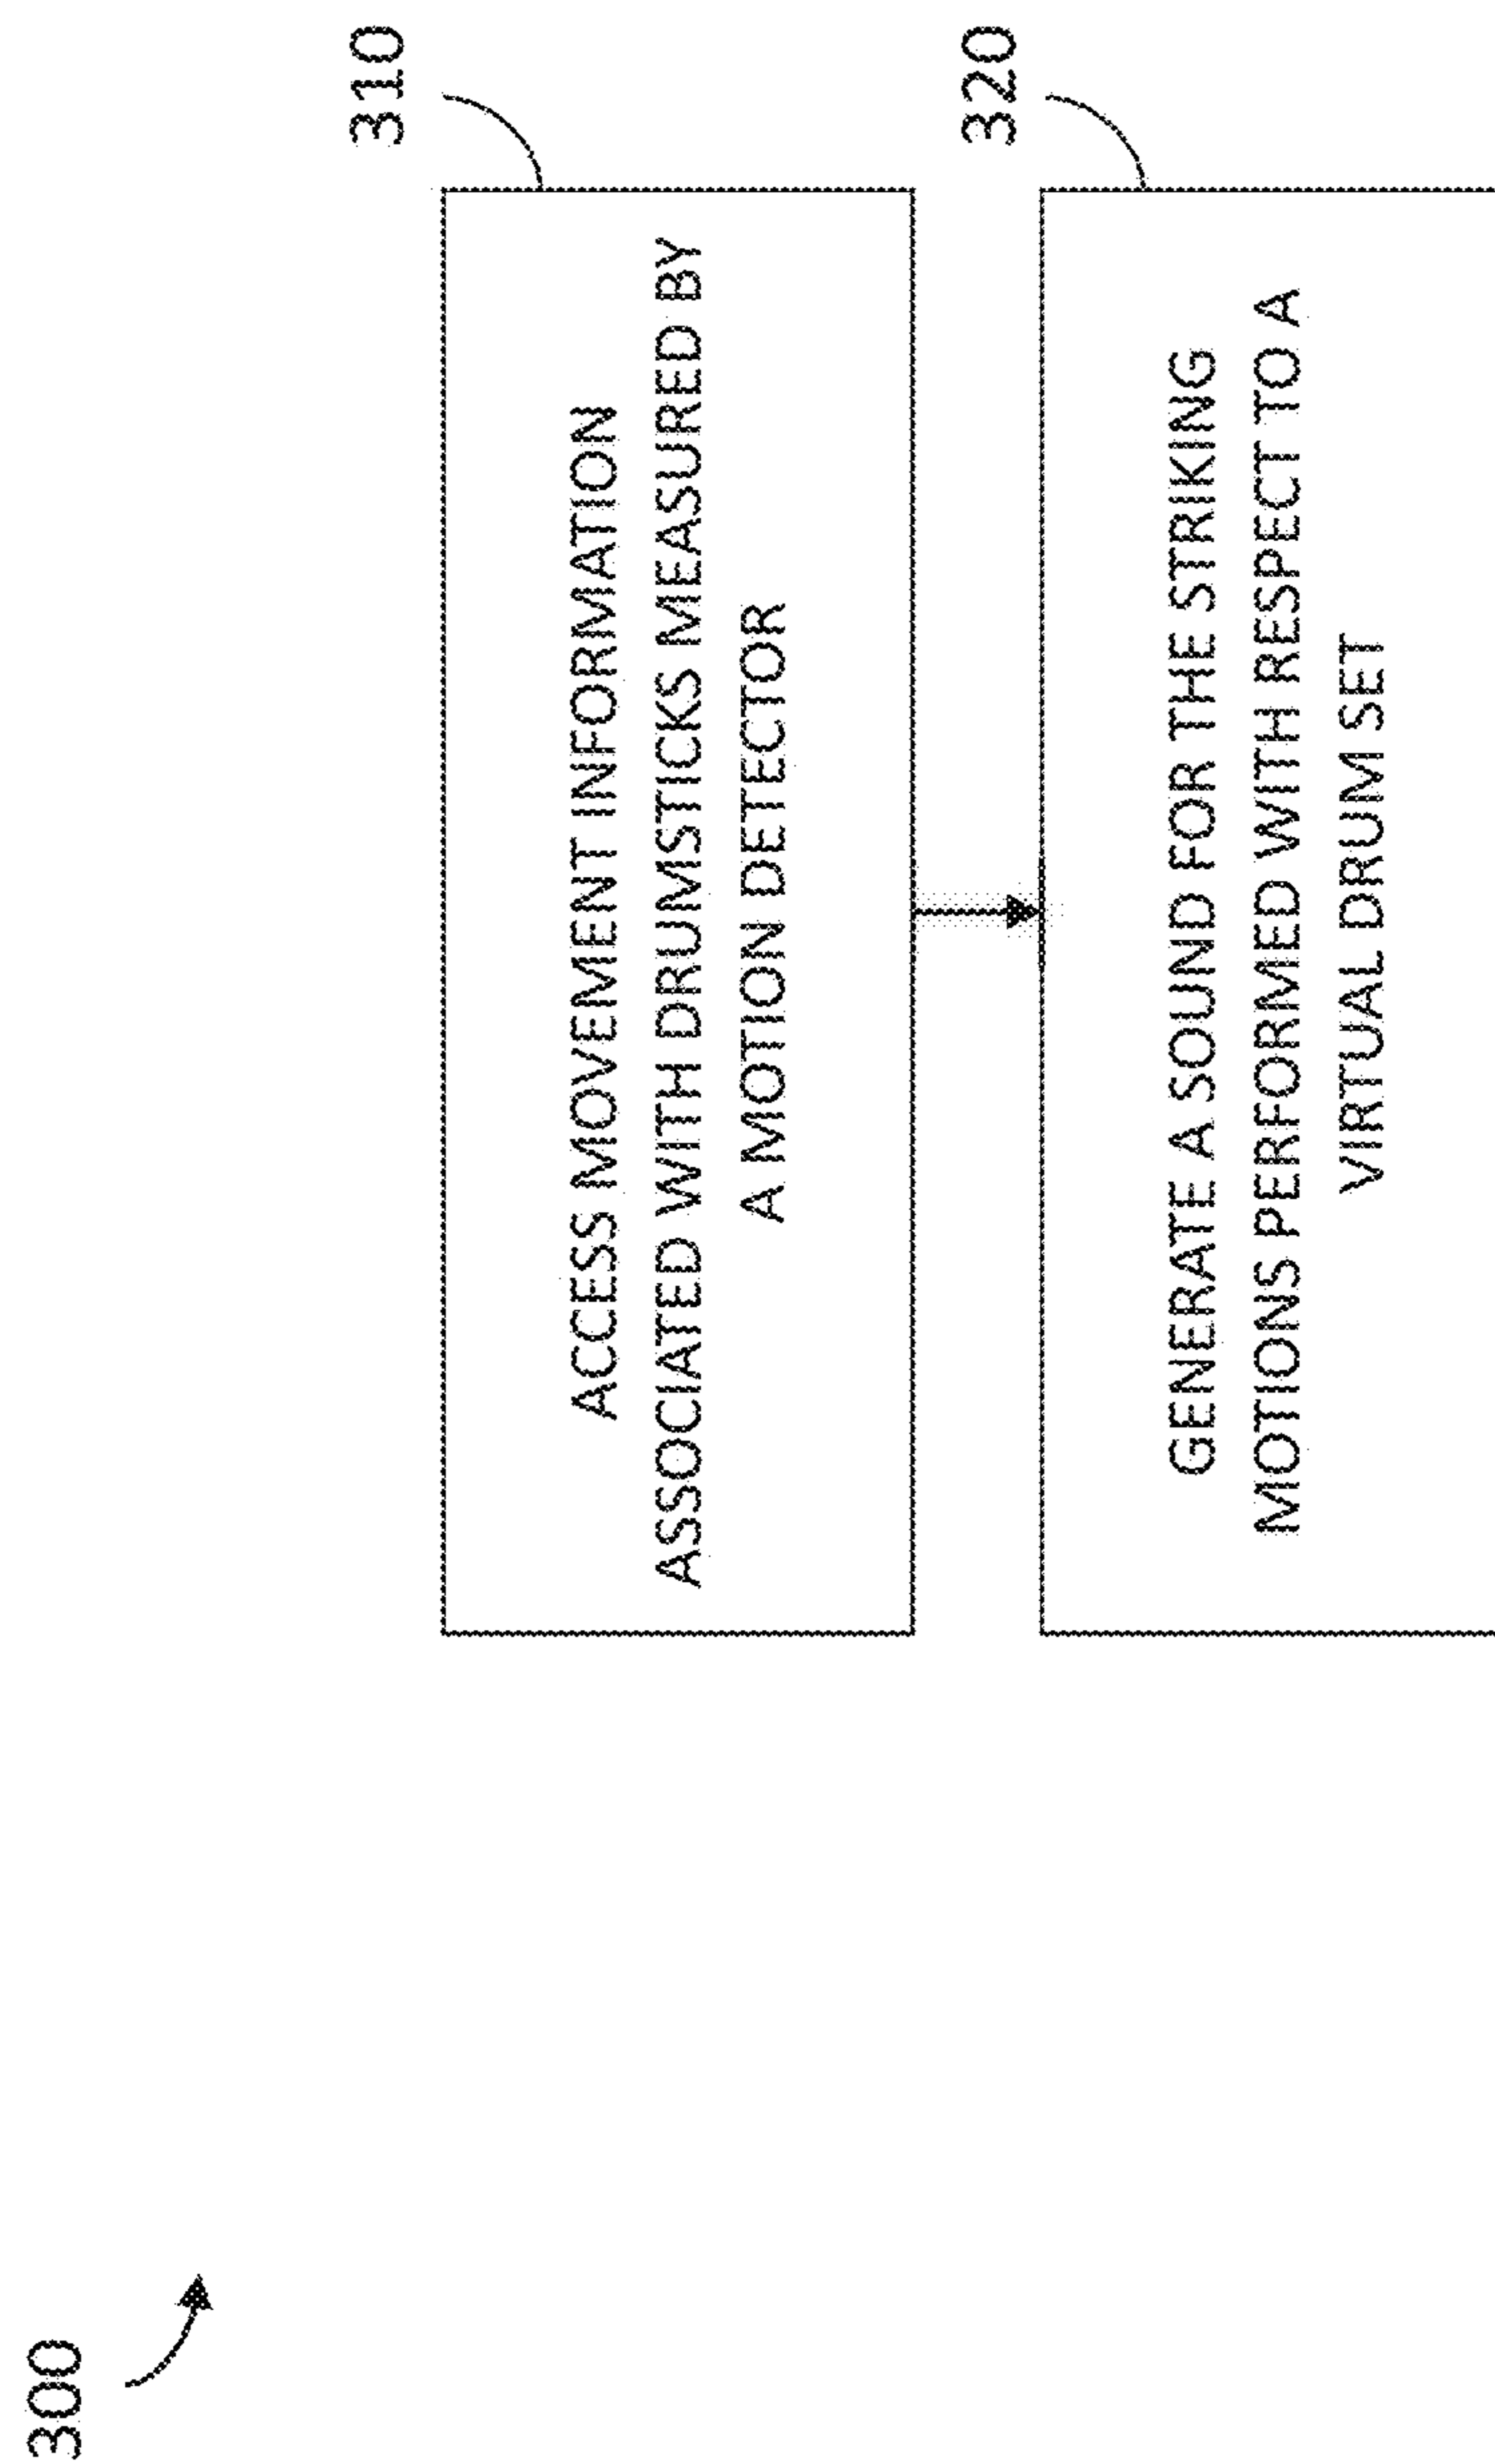 300
310
ACCESS MOVEMENT INFORMATION
ASSOCIATED WITH DRUMSTICKS MEASURED BY
A MOTION DETECTOR
320
GENERATE A SOUND FOR THE STRIKING
MOTIONS PERFORMED WITH RESPECT TO A
VIRTUAL DRUM SET